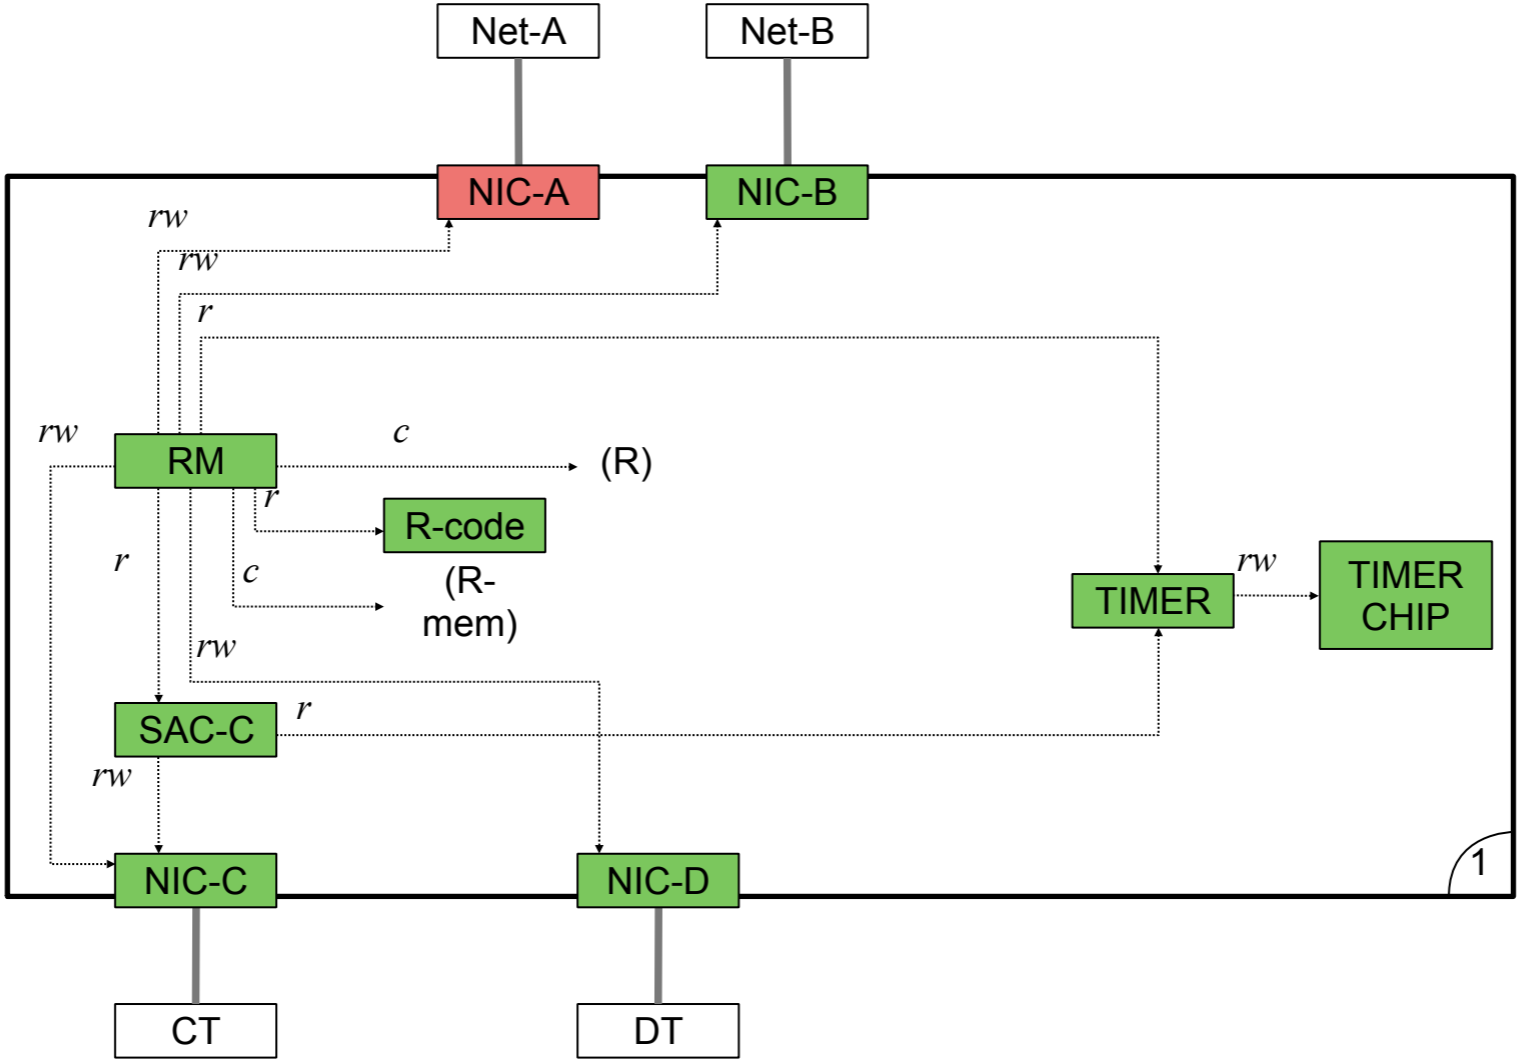 Net-A
Net-B
NIC-A
NIC-B
rw
rw
r
rw
c
RM
(R)
r
R-code
r
c
(R-
mem)
rw
TIMER
rw
TIMER
CHIP
SAC-C
r
rw
NIC-C
NIC-D
1
CT
DT